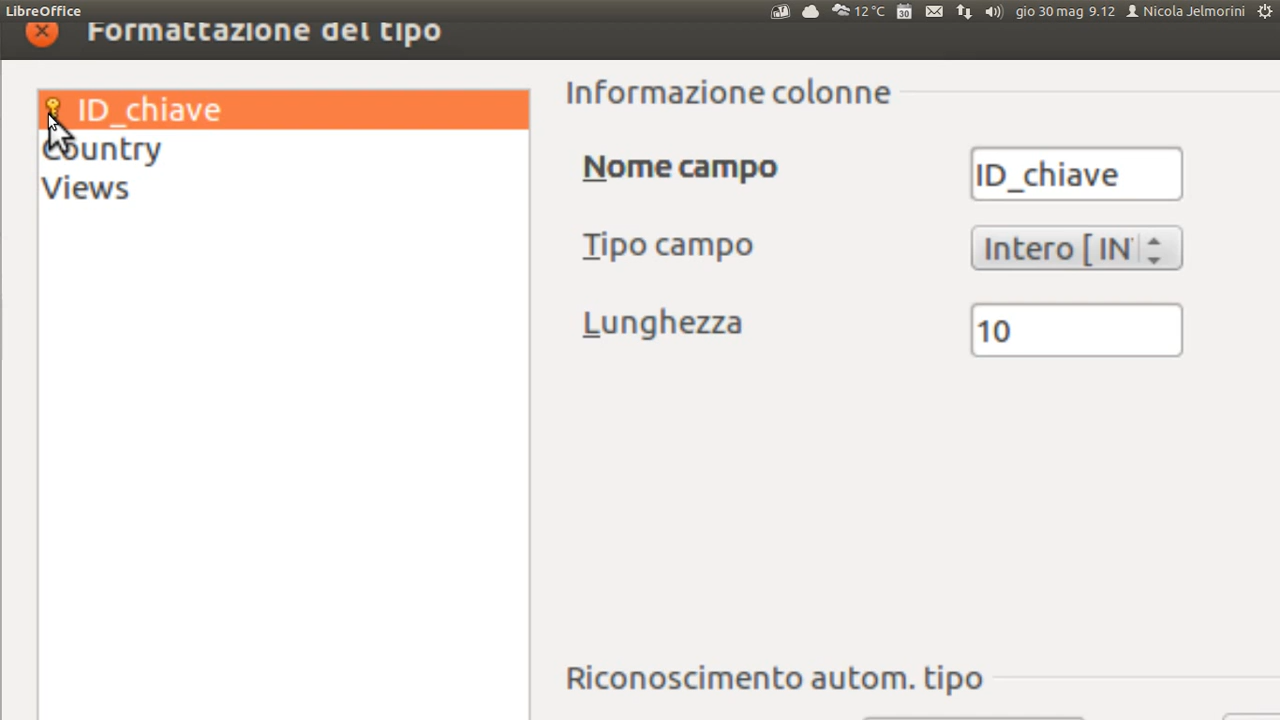 LibreOffice
12 °C
30
gio 30 mag 9.12
Nicola Jelmorini
Formattazione del tipo
ID_chiave
Country
Views
Informazione colonne
Nome campo
ID_chiave
Tipo campo
Intero [ IN
Lunghezza
10
Riconoscimento autom. tipo